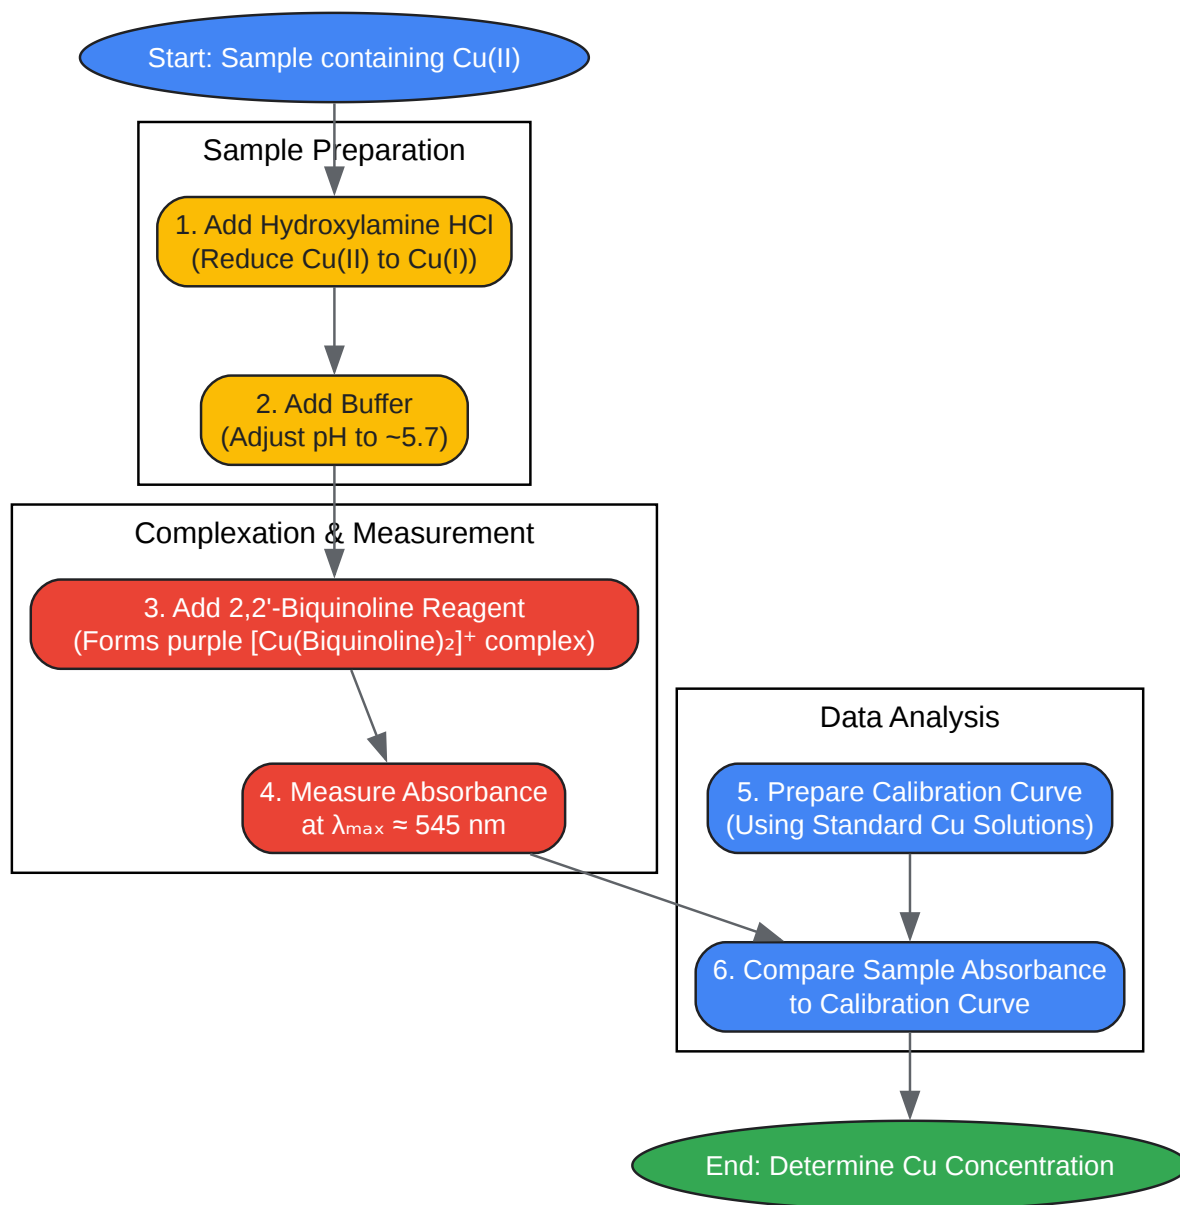 Start: Sample containing Cu(II)
Sample Preparation
1. Add Hydroxylamine HCl
(Reduce Cu(II) to Cu(I))
2. Add Buffer
(Adjust pH to ~5.7)
Complexation & Measurement
3. Add 2,2'-Biquinoline Reagent
(Forms purple [Cu(Biquinoline)₂]⁺ complex)
4. Measure Absorbance
at λₘₐₓ ≈ 545 nm
Data Analysis
5. Prepare Calibration Curve
(Using Standard Cu Solutions)
6. Compare Sample Absorbance
to Calibration Curve
End: Determine Cu Concentration